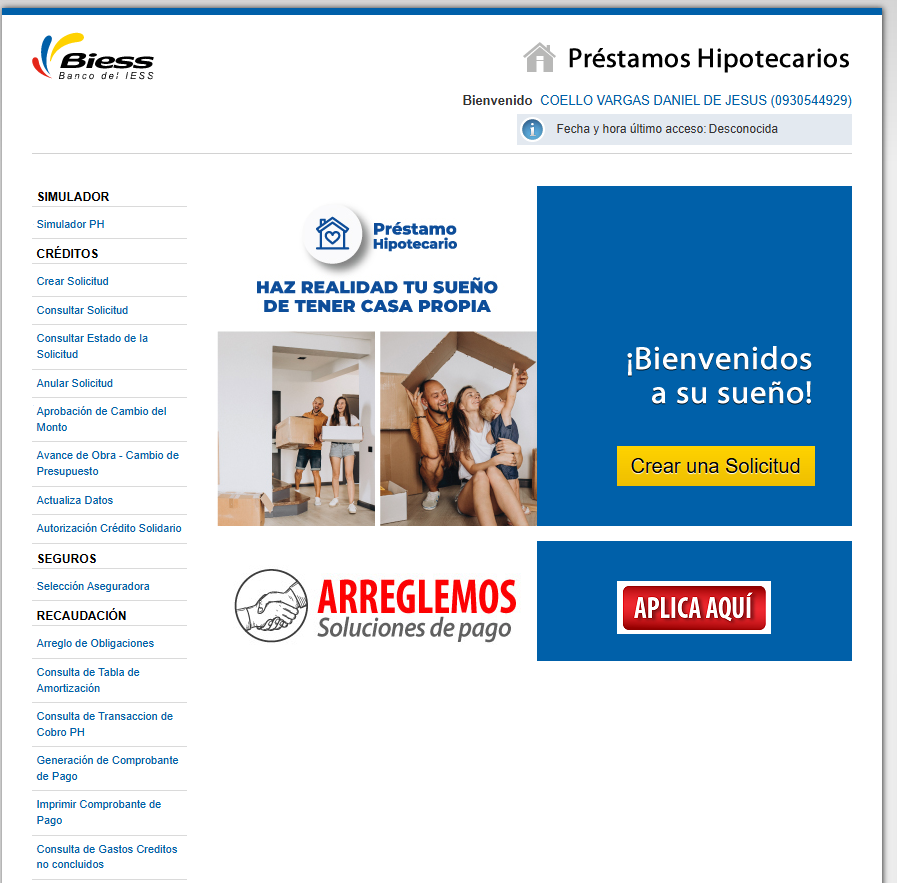 Biess
Banco del IESS
Préstamos Hipotecarios
Bienvenido COELLO VARGAS DANIEL DE JESUS (0930544929)
Fecha y hora último acceso: Desconocida
SIMULADOR
Simulador PH
CRÉDITOS
Crear Solicitud
Consultar Solicitud
Consultar Estado de la
Solicitud
Anular Solicitud
Aprobación de Cambio del
Monto
Avance de Obra - Cambio de
Presupuesto
Actualiza Datos
Autorización Crédito Solidario
SEGUROS
Selección Aseguradora
RECAUDACIÓN
Arreglo de Obligaciones
Consulta de Tabla de
Amortización
Consulta de Transaccion de
Cobro PH
Generación de Comprobante
de Pago
Imprimir Comprobante de
Pago
Consulta de Gastos Creditos
no concluidos
Préstamo
Hipotecario
HAZ REALIDAD TU SUEÑO
DE TENER CASA PROPIA
¡Bienvenidos
a su sueño!
Crear una Solicitud
ARREGLEMOS
Soluciones de pago
APLICA AQUÍ